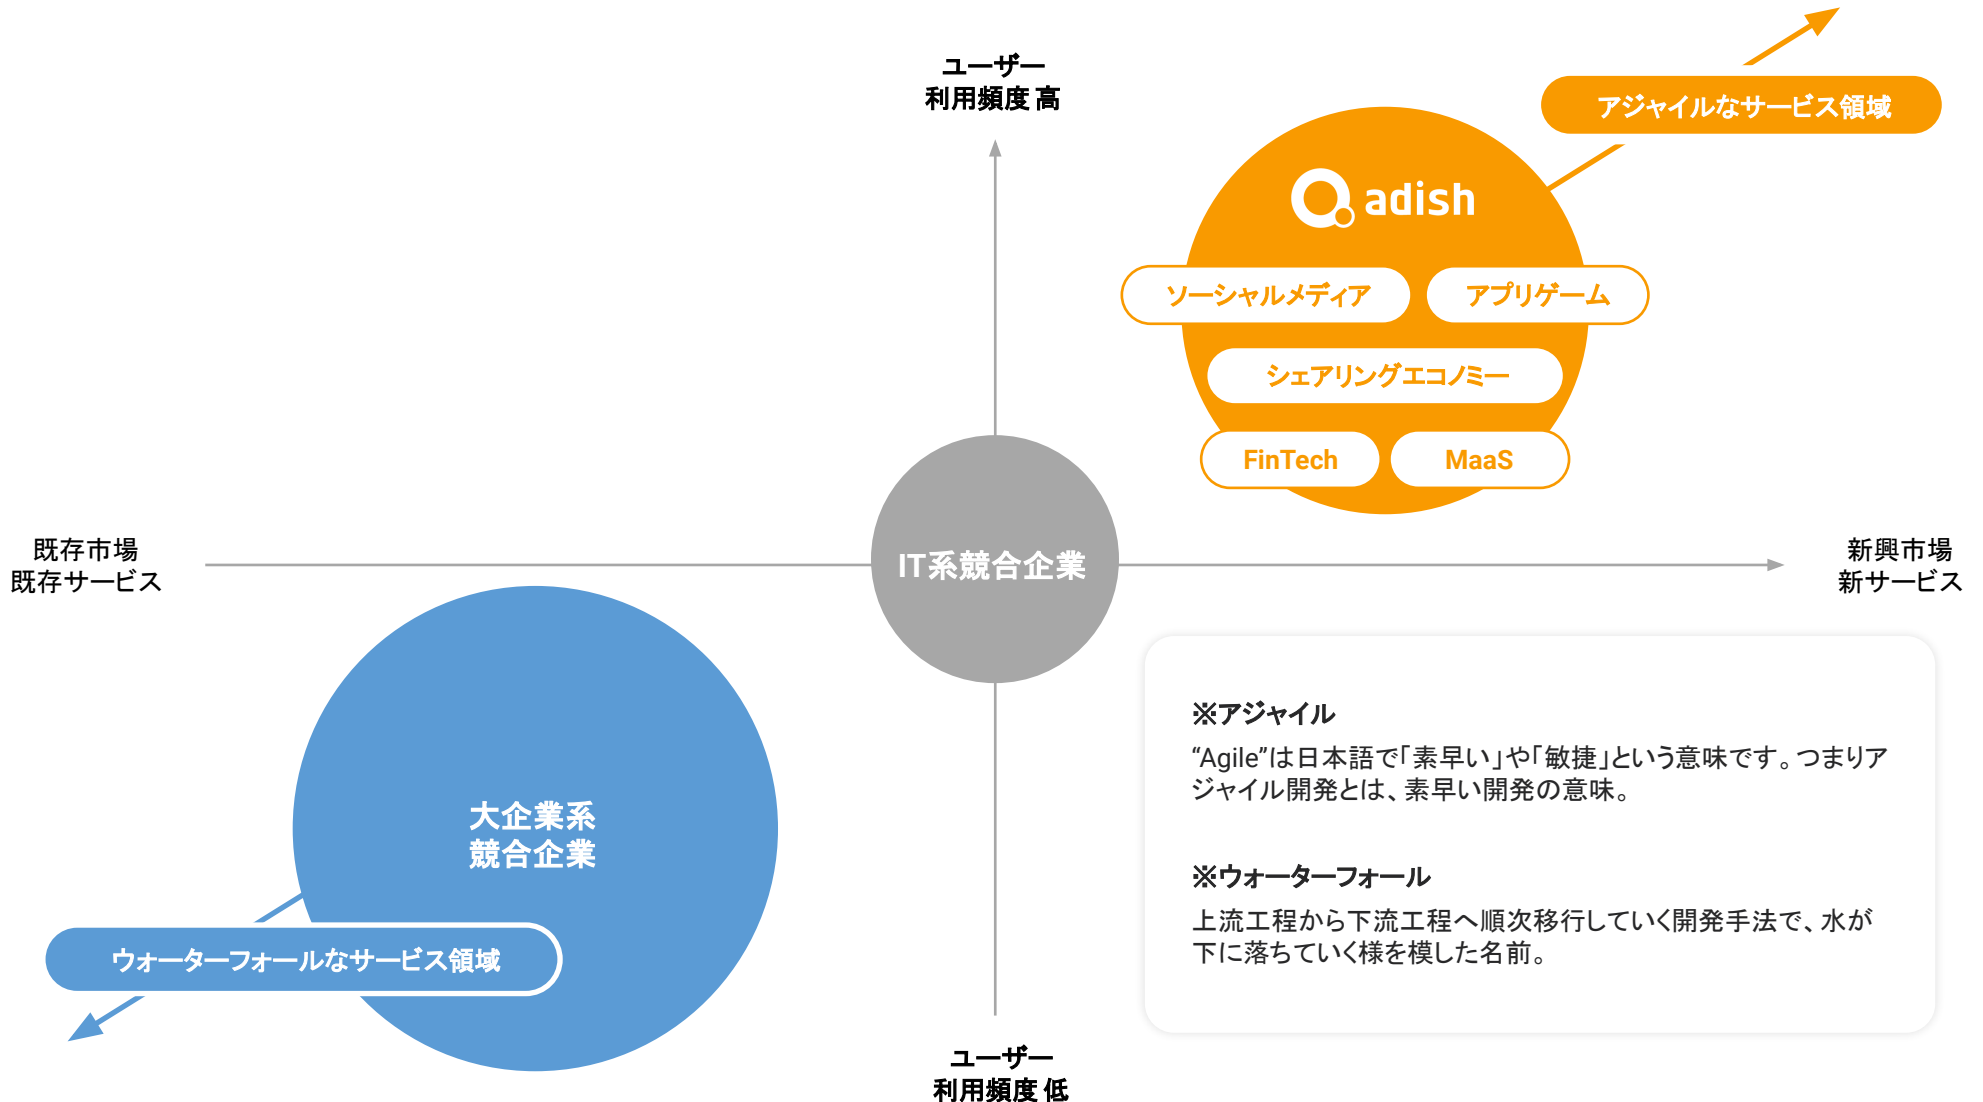 ユーザー
利用頻度 高
アジャイルなサービス領域
adish
ソーシャルメディア
アプリゲーム
シェアリングエコノミー
FinTech
MaaS
既存市場
既存サービス
IT系競合企業
新興市場
新サービス
大企業系
競合企業
ウォーターフォールなサービス領域
※アジャイル
“Agile”は日本語で「素早い」や「敏捷」という意味です。つまりア
ジャイル開発とは、素早い開発の意味。
※ウォーターフォール
上流工程から下流工程へ順次移行していく開発手法で、水が
下に落ちていく様を模した名前。
ユーザー
利用頻度 低